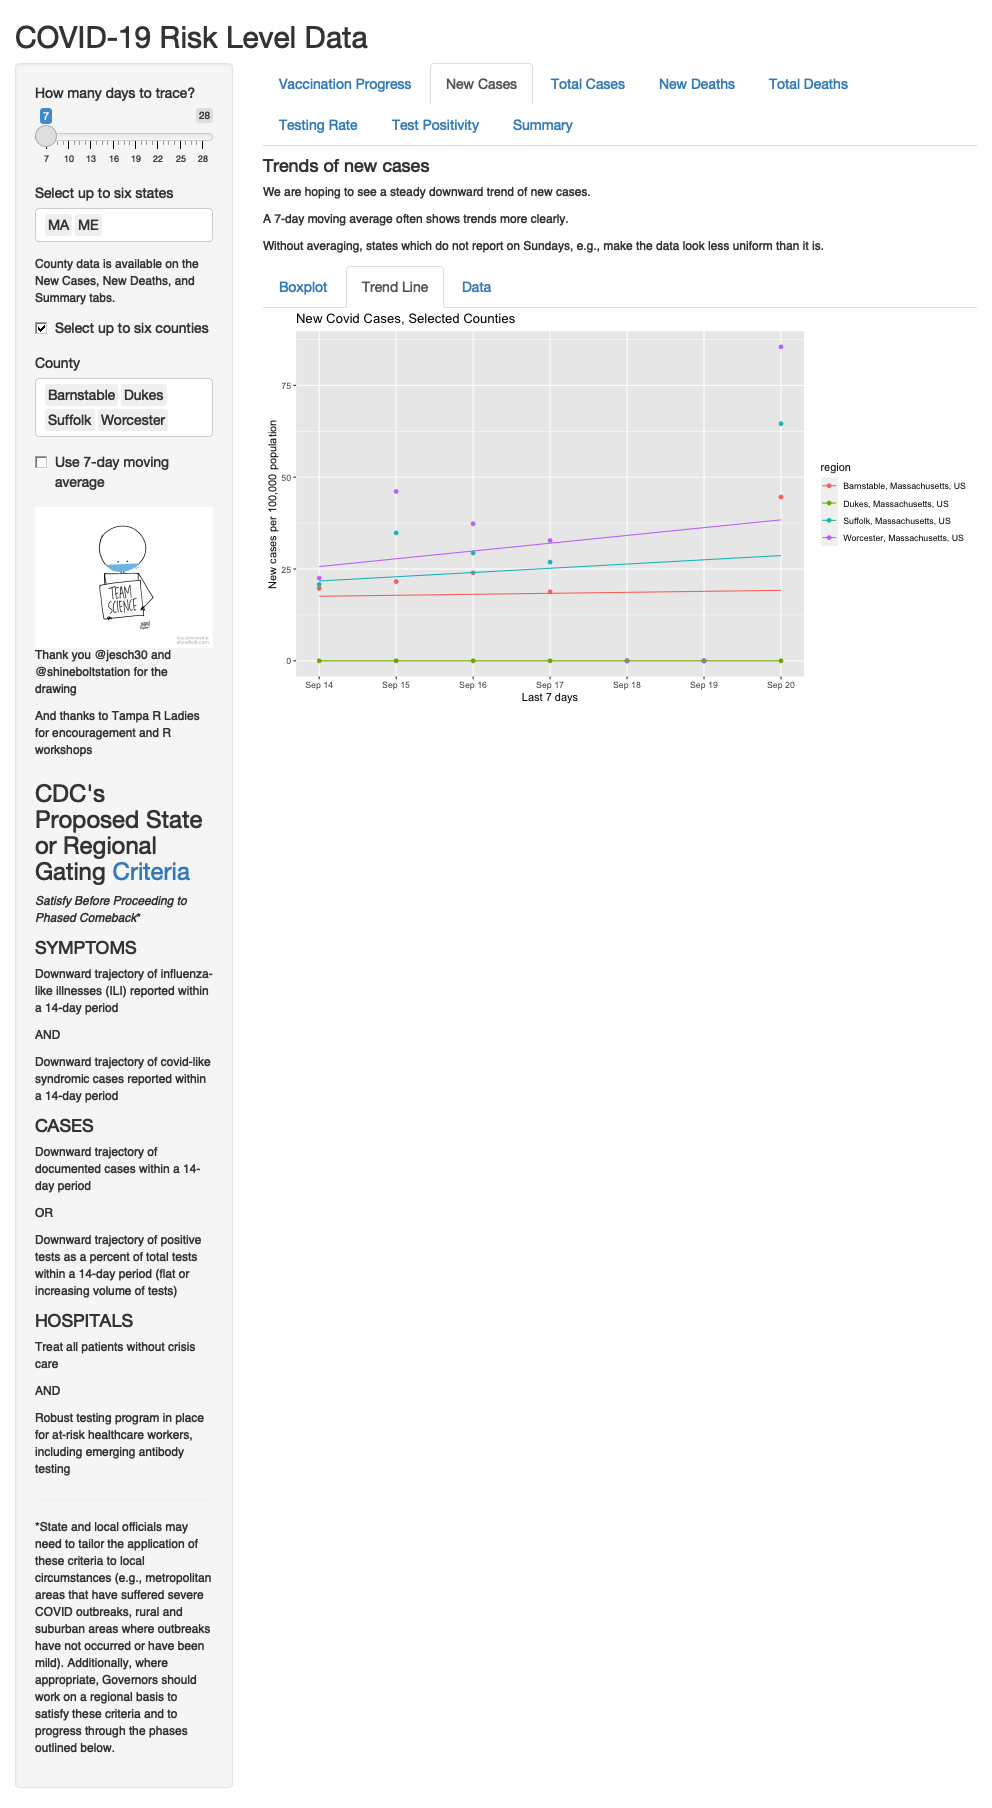 COVID-19 Risk Level Data
How many days to trace?
7
28
7 10 13 16 19 22 25 28
Select up to six states
MA ME
County data is available on the
New Cases, New Deaths, and
Summary tabs.
Select up to six counties
County
Barnstable Dukes
Suffolk Worcester
Use 7-day moving
average
TEAM
SCIENCE
free download at
shinebolt.com
Thank you @jesch30 and
@shineboltstation for the
drawing
And thanks to Tampa R Ladies
for encouragement and R
workshops
CDC's
Proposed State
or Regional
Gating Criteria
Satisfy Before Proceeding to
Phased Comeback*
SYMPTOMS
Downward trajectory of influenza-
like illnesses (ILI) reported within
a 14-day period
AND
Downward trajectory of covid-like
syndromic cases reported within
a 14-day period
CASES
Downward trajectory of
documented cases within a 14-
day period
OR
Downward trajectory of positive
tests as a percent of total tests
within a 14-day period (flat or
increasing volume of tests)
HOSPITALS
Treat all patients without crisis
care
AND
Robust testing program in place
for at-risk healthcare workers,
including emerging antibody
testing
*State and local officials may
need to tailor the application of
these criteria to local
circumstances (e.g., metropolitan
areas that have suffered severe
COVID outbreaks, rural and
suburban areas where outbreaks
have not occurred or have been
mild). Additionally, where
appropriate, Governors should
work on a regional basis to
satisfy these criteria and to
progress through the phases
outlined below.
Vaccination Progress New Cases Total Cases New Deaths Total Deaths
Testing Rate Test Positivity Summary
Trends of new cases
We are hoping to see a steady downward trend of new cases.
A 7-day moving average often shows trends more clearly.
Without averaging, states which do not report on Sundays, e.g., make the data look less uniform than it is.
Boxplot Trend Line Data
New Covid Cases, Selected Counties
New cases per 100,000 population
75
50
25
0
Sep 14 Sep 15 Sep 16 Sep 17 Sep 18 Sep 19 Sep 20
Last 7 days
region
Barnstable, Massachusetts, US
Dukes, Massachusetts, US
Suffolk, Massachusetts, US
Worcester, Massachusetts, US